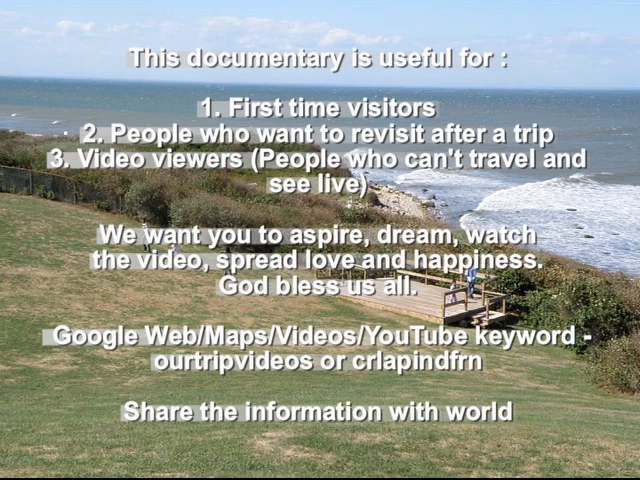 This documentary is useful for :
1. First time visitors
2. People who want to revisit after a trip
3. Video viewers (People who can't travel and
see live)
We want you to aspire, dream, watch
the video, spread love and happiness.
God bless us all.
Google Web/Maps/Videos/YouTube keyword -
ourtripvideos or crlapindfrn
Share the information with world